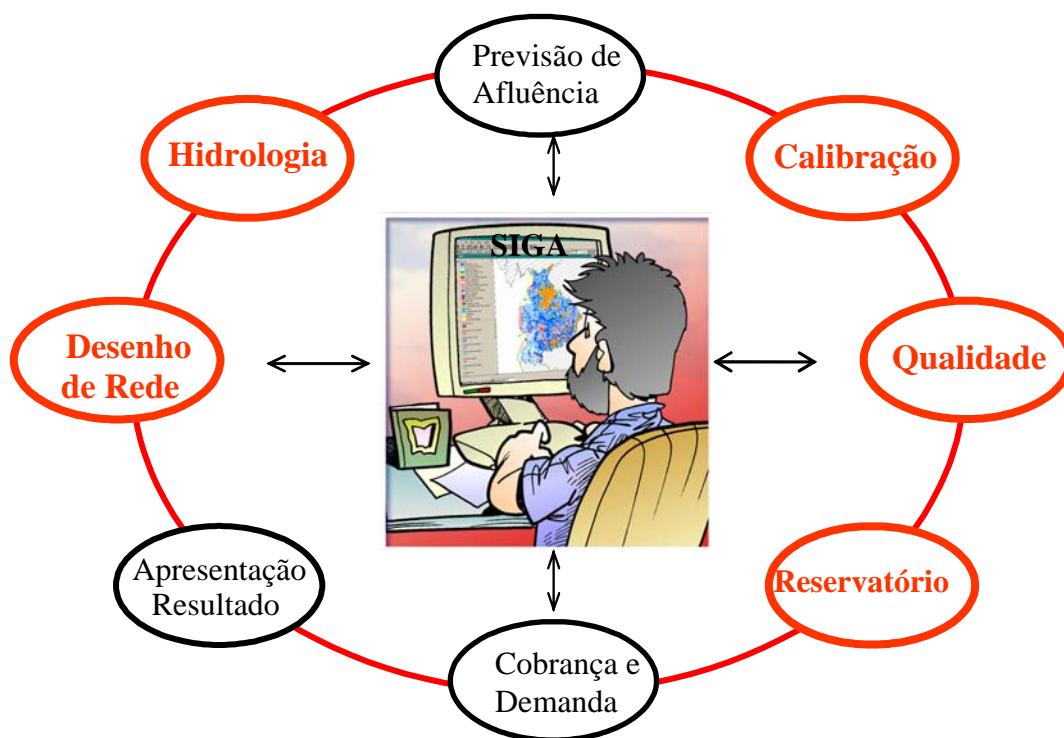 Previsão de
Afluência
Hidrologia
Calibração
SIGA
Desenho
de Rede
Qualidade
Apresentação
Resultado
Reservatório
Cobrança e
Demanda